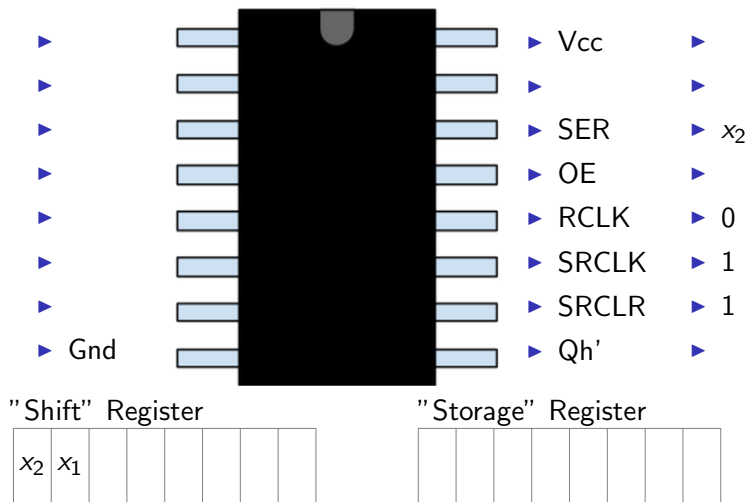 Vcc
SER x₂
OE
RCLK 0
SRCLK 1
SRCLR 1
Gnd Qh'
"Shift" Register "Storage" Register
x₂ x₁